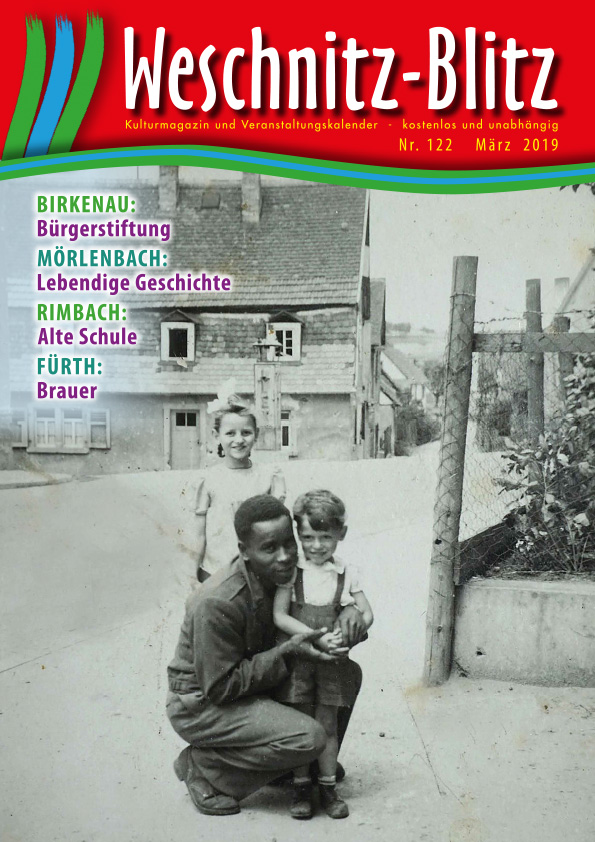 Weschnitz-Blitz
Kulturmagazin und Veranstaltungskalender - kostenlos und unabhängig
Nr. 122 März 2019
BIRKENAU:
Bürgerstiftung
MÖRLENBACH:
Lebendige Geschichte
RIMBACH:
Alte Schule
FÜRTH:
Brauer